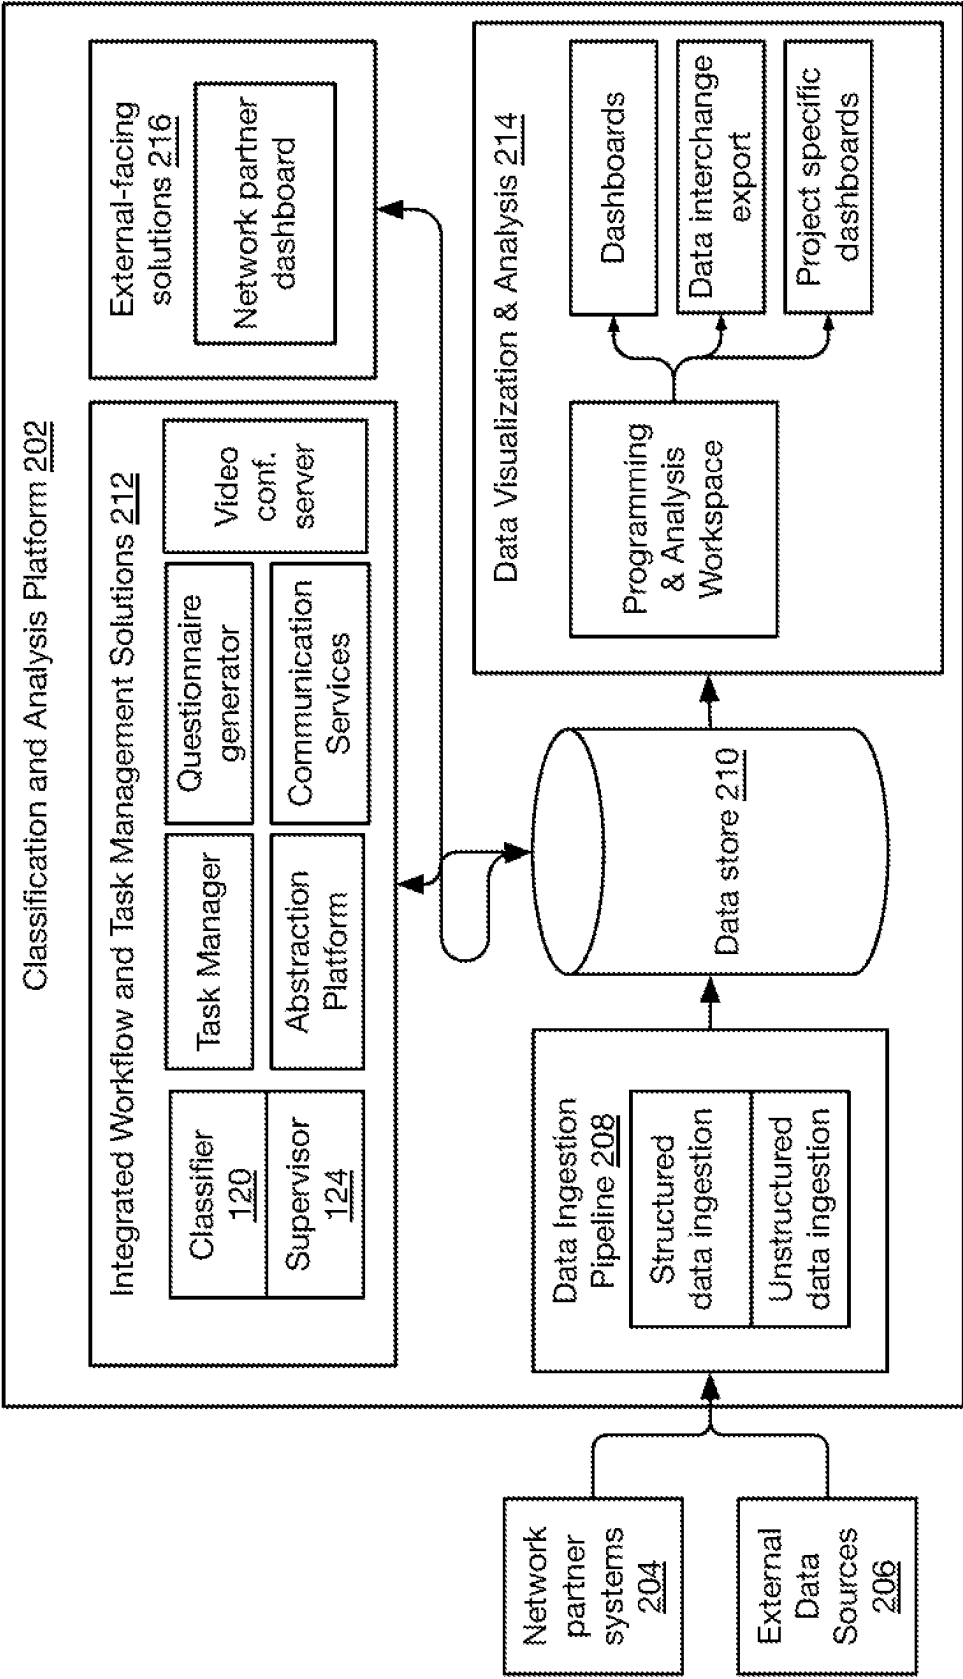 Classification and Analysis Platform 202
Integrated Workflow and Task Management Solutions 212
Classifier
120
Supervisor
124
Task Manager
Abstraction
Platform
Questionnaire
generator
Communication
Services
Video
conf.
server
External-facing
solutions 216
Network partner
dashboard
Network
partner
systems
204
External
Data
Sources
206
Data Ingestion
Pipeline 208
Structured
data ingestion
Unstructured
data ingestion
Data store 210
Data Visualization & Analysis 214
Programming
& Analysis
Workspace
Dashboards
Data interchange
export
Project specific
dashboards